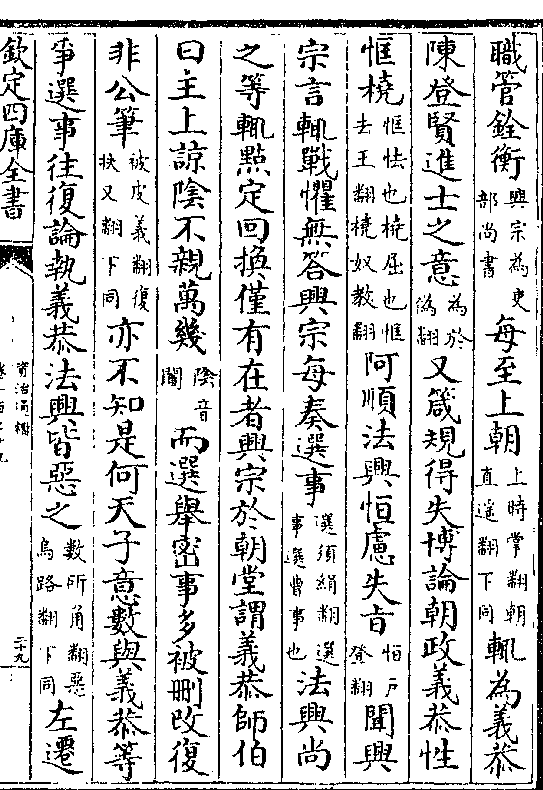 職管銓衡興宗為吏部尚書每至上朝上時掌翻朝直遥翻下同輒為義恭
陳登賢進士之意為於偽翻又箴規得失博論朝政義恭性
恇橈恇怯也橈屈也恇去王翻橈奴教翻阿順法興恒慮失㫖恒戶登翻聞興
宗言輒戰懼無答興宗每奏選事選須絹翻選事選曹事也法興尚
之等輒㸃定回換僅有在者興宗於朝堂謂義恭師伯
曰主上諒隂不親萬幾隂音闇而選舉密事多被刪改復
非公筆被皮義翻復扶又翻下同亦不知是何天子意數與義恭等
爭選事往復論執義恭法興皆惡之數所角翻惡烏路翻下同左遷
欽定四庫全書
資治通鑑
三十九